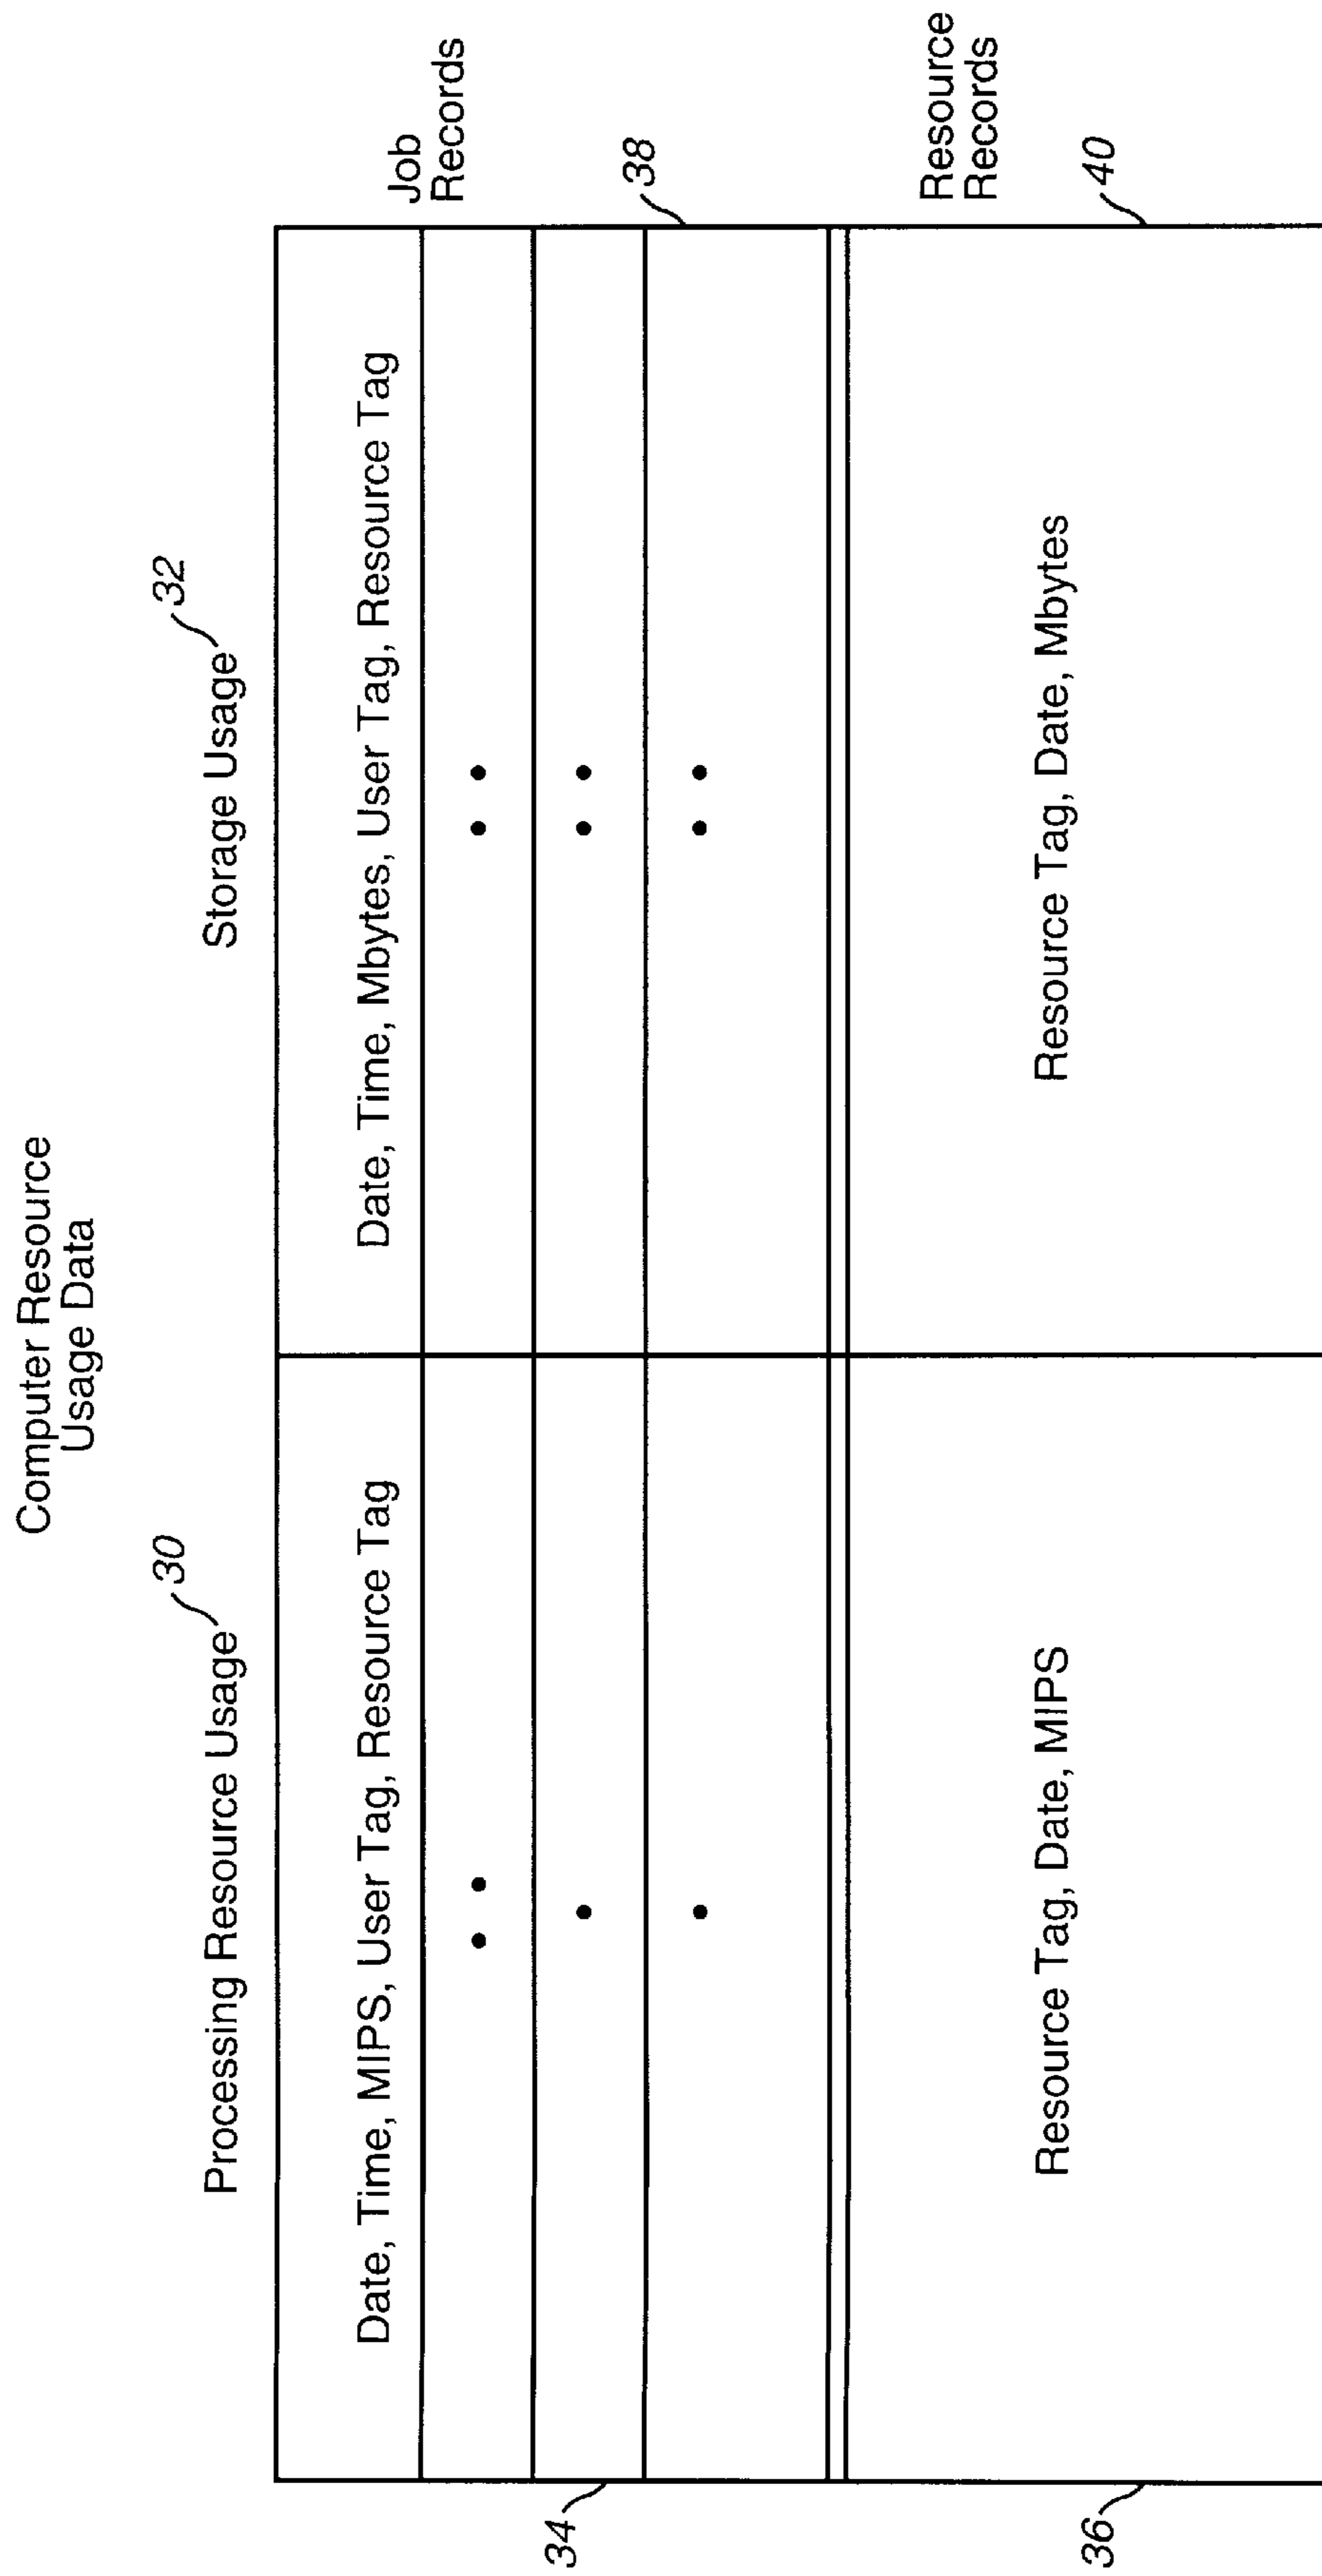 Computer Resource
Usage Data
Processing Resource Usage 30
Storage Usage 32
Date, Time, MIPS, User Tag, Resource Tag
Date, Time, Mbytes, User Tag, Resource Tag
Job
Records
34
38
Resource Tag, Date, MIPS
Resource Tag, Date, Mbytes
Resource
Records
36
40